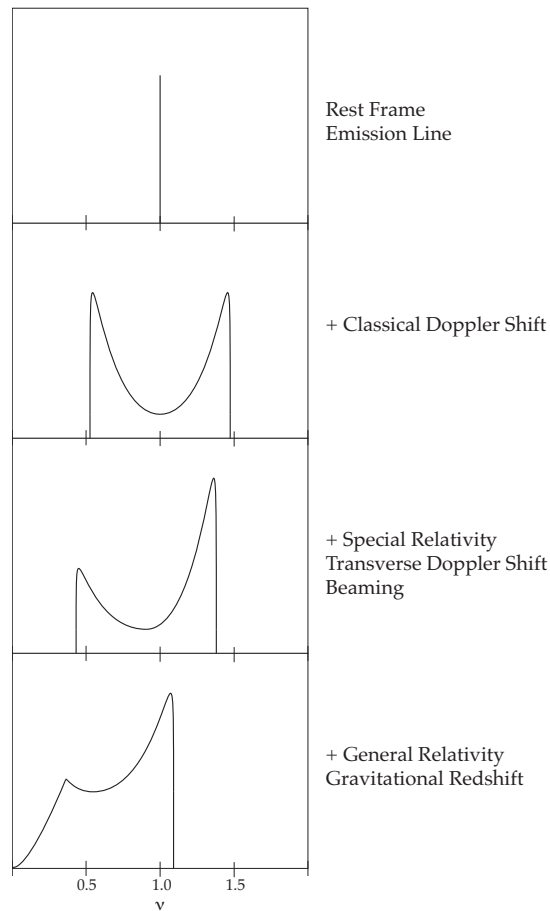 Rest Frame
Emission Line
+ Classical Doppler Shift
+ Special Relativity
Transverse Doppler Shift
Beaming
+ General Relativity
Gravitational Redshift
0.5 1.0 1.5
ν